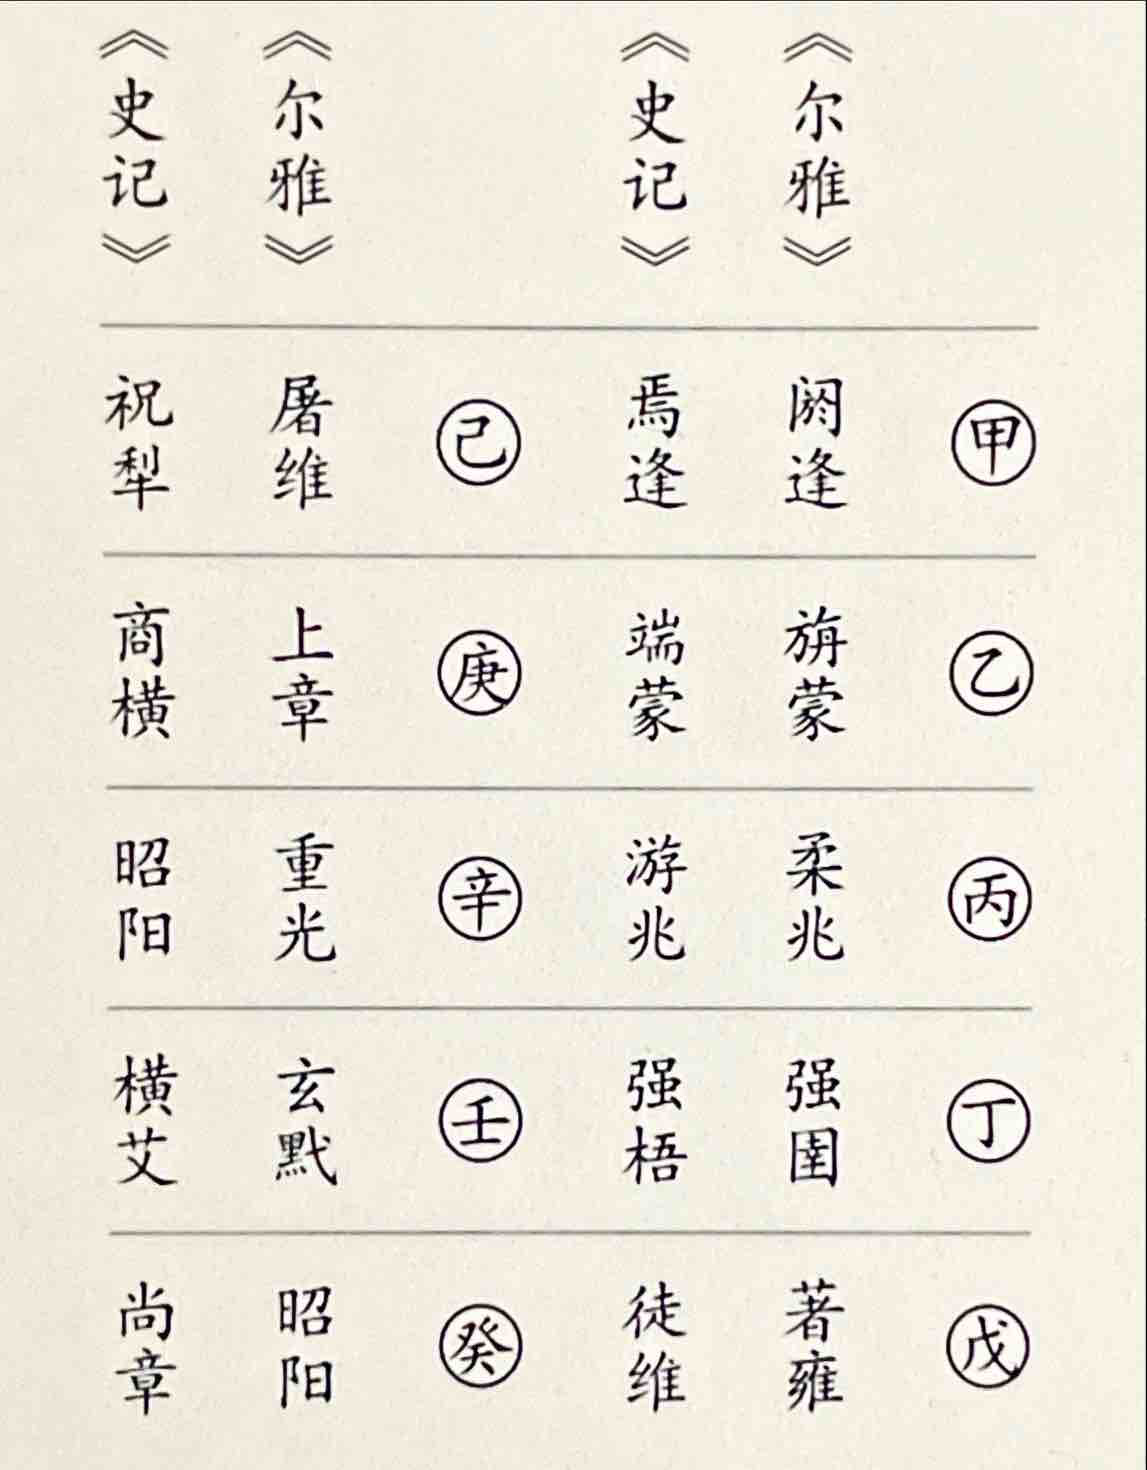 甲 乙 丙 丁 戊
《尔雅》 阏逢 旃蒙 柔兆 强圉 著雍
《史记》 焉逢 端蒙 游兆 强梧 徒维
己 庚 辛 壬 癸
《尔雅》 屠维 上章 重光 玄黓 昭阳
《史记》 祝犁 商横 昭阳 横艾 尚章